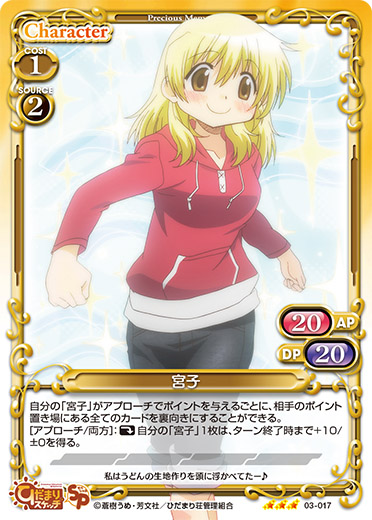 Precious Mem
Character
COST
1
SOURCE
2
20 AP
DP 20
宮子
自分の「宮子」がアプローチでポイントを与えるごとに、相手のポイント
置き場にある全てのカードを裏向きにすることができる。
[アプローチ/両方]: 自分の「宮子」1枚は、ターン終了時まで+10/
±0を得る。
私はうどんの生地作りを頭に浮かべてたー♪
ひだまり
スケッチ
SP
©蒼樹うめ・芳文社/ひだまり荘管理組合
★★★ 03-017